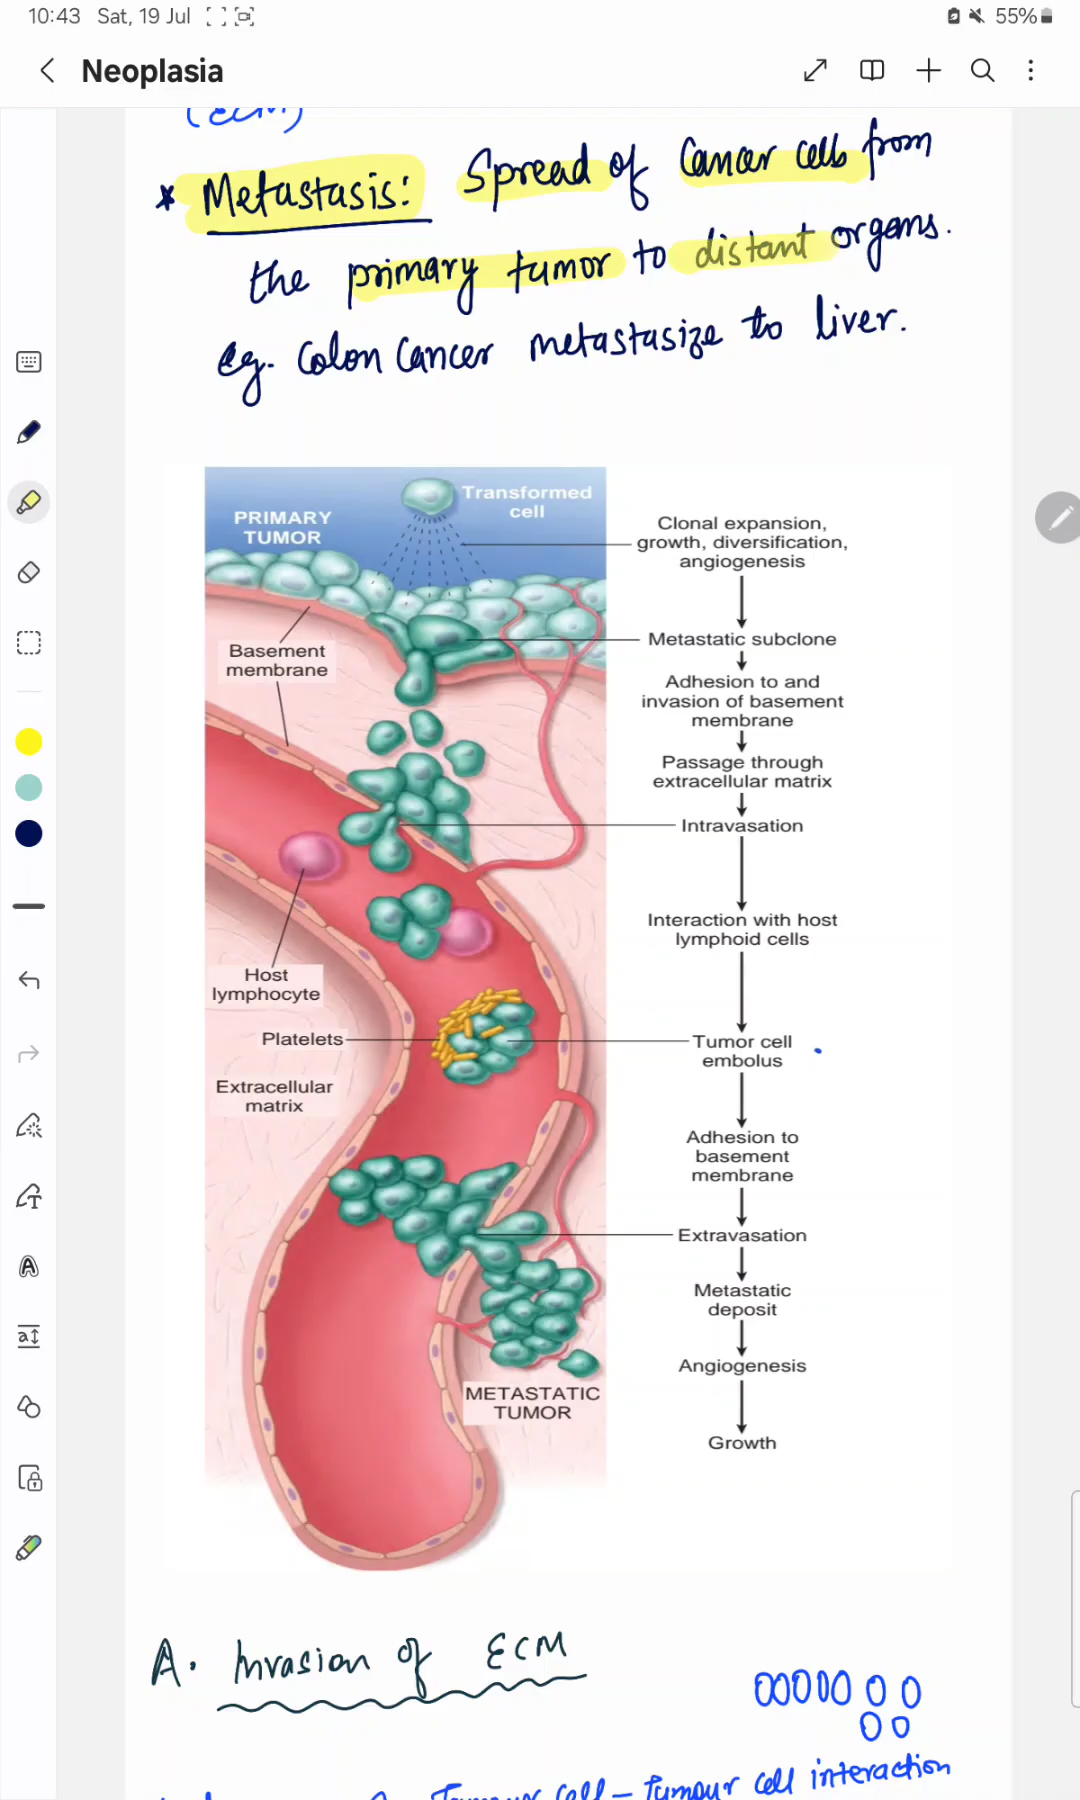 10:43 Sat, 19 Jul
55%
Neoplasia
(ECM)
* Metastasis: Spread of Cancer cells from
the primary tumor to distant organs.
eg. Colon Cancer metastasize to liver.
PRIMARY
TUMOR
Transformed
cell
Basement
membrane
Host
lymphocyte
Platelets
Extracellular
matrix
METASTATIC
TUMOR
Clonal expansion,
growth, diversification,
angiogenesis
Metastatic subclone
Adhesion to and
invasion of basement
membrane
Passage through
extracellular matrix
Intravasation
Interaction with host
lymphoid cells
Tumor cell
embolus
Adhesion to
basement
membrane
Extravasation
Metastatic
deposit
Angiogenesis
Growth
A. Invasion of ECM
Tumour cell – tumour cell interaction